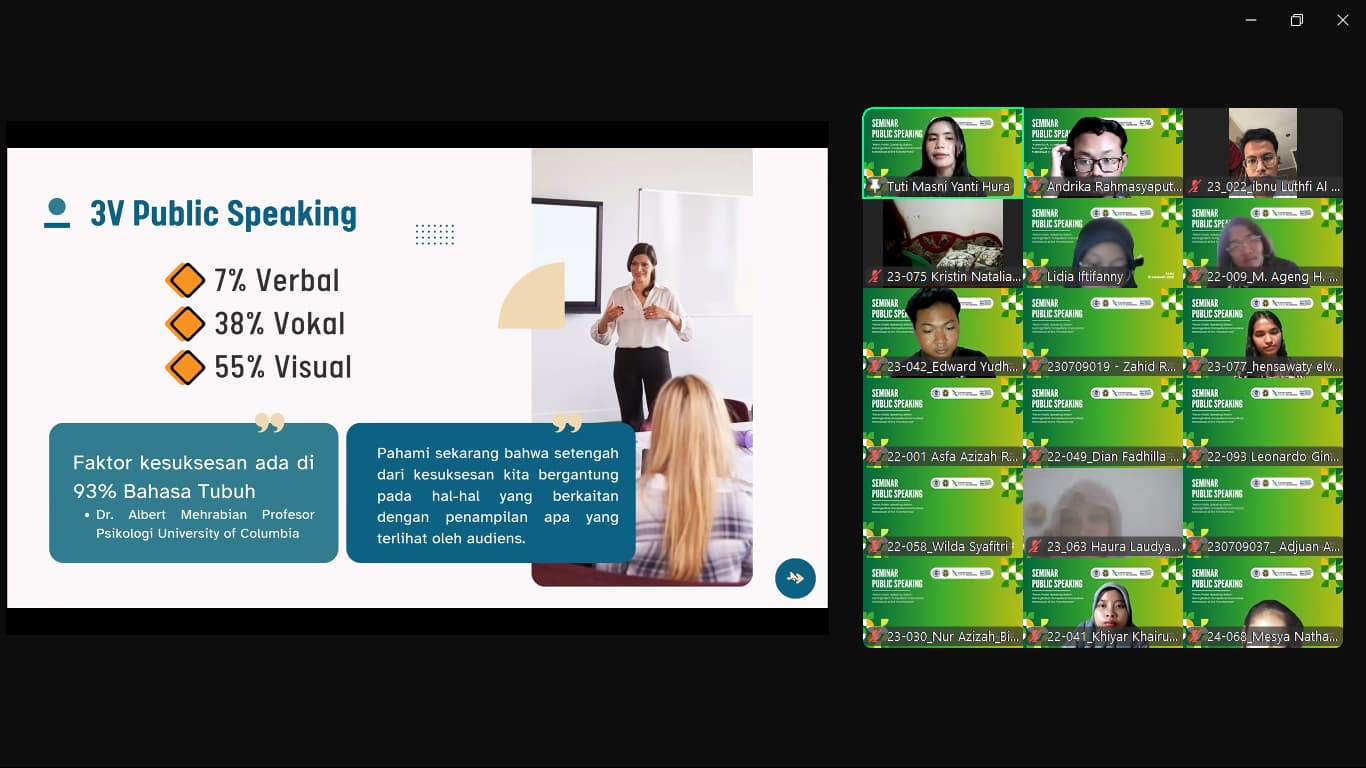 3V Public Speaking
7% Verbal
38% Vokal
55% Visual
Faktor kesuksesan ada di
93% Bahasa Tubuh
• Dr. Albert Mehrabian Profesor
Psikologi University of Columbia
Pahami sekarang bahwa setengah
dari kesuksesan kita bergantung
pada hal-hal yang berkaitan
dengan penampilan apa yang
terlihat oleh audiens.
SEMINAR
PUBLIC SPEAKING
Tuti Masni Yanti Hura
SEMINAR
PUBLIC SPEA
Andrika Rahmasyaput...
23_022_ibnu Luthfi Al ...
23-075 Kristin Natalia...
SEMINAR
PUBLIC SPEAKING
Lidia Iftifanny
SEMINAR
PUBLIC SPEA
22-009_M. Ageng H. ...
SEMINAR
PUBLIC SPE
23-042_Edward Yudh...
SEMINAR
PUBLIC SPEAKING
230709019 - Zahid R...
SEMINAR
PUBLIC SPEAKING
23-077_hensawaty elv...
SEMINAR
PUBLIC SPEAKING
22-001 Asfa Azizah R...
SEMINAR
PUBLIC SPEAKING
22-049_Dian Fadhilla ...
SEMINAR
PUBLIC SPEAKING
22-093 Leonardo Gin...
SEMINAR
PUBLIC SPEAKING
22-058_Wilda Syafitri
23_063 Haura Laudya...
SEMINAR
PUBLIC SPEAKING
230709037_ Adjuan A...
SEMINAR
PUBLIC SPEAKING
23-030_Nur Azizah_Bi...
SEMINAR
PUBLIC SPEAKING
22-041_Khiyar Khairu...
SEMINAR
PUBLIC SPEAKING
24-068_Mesya Natha...